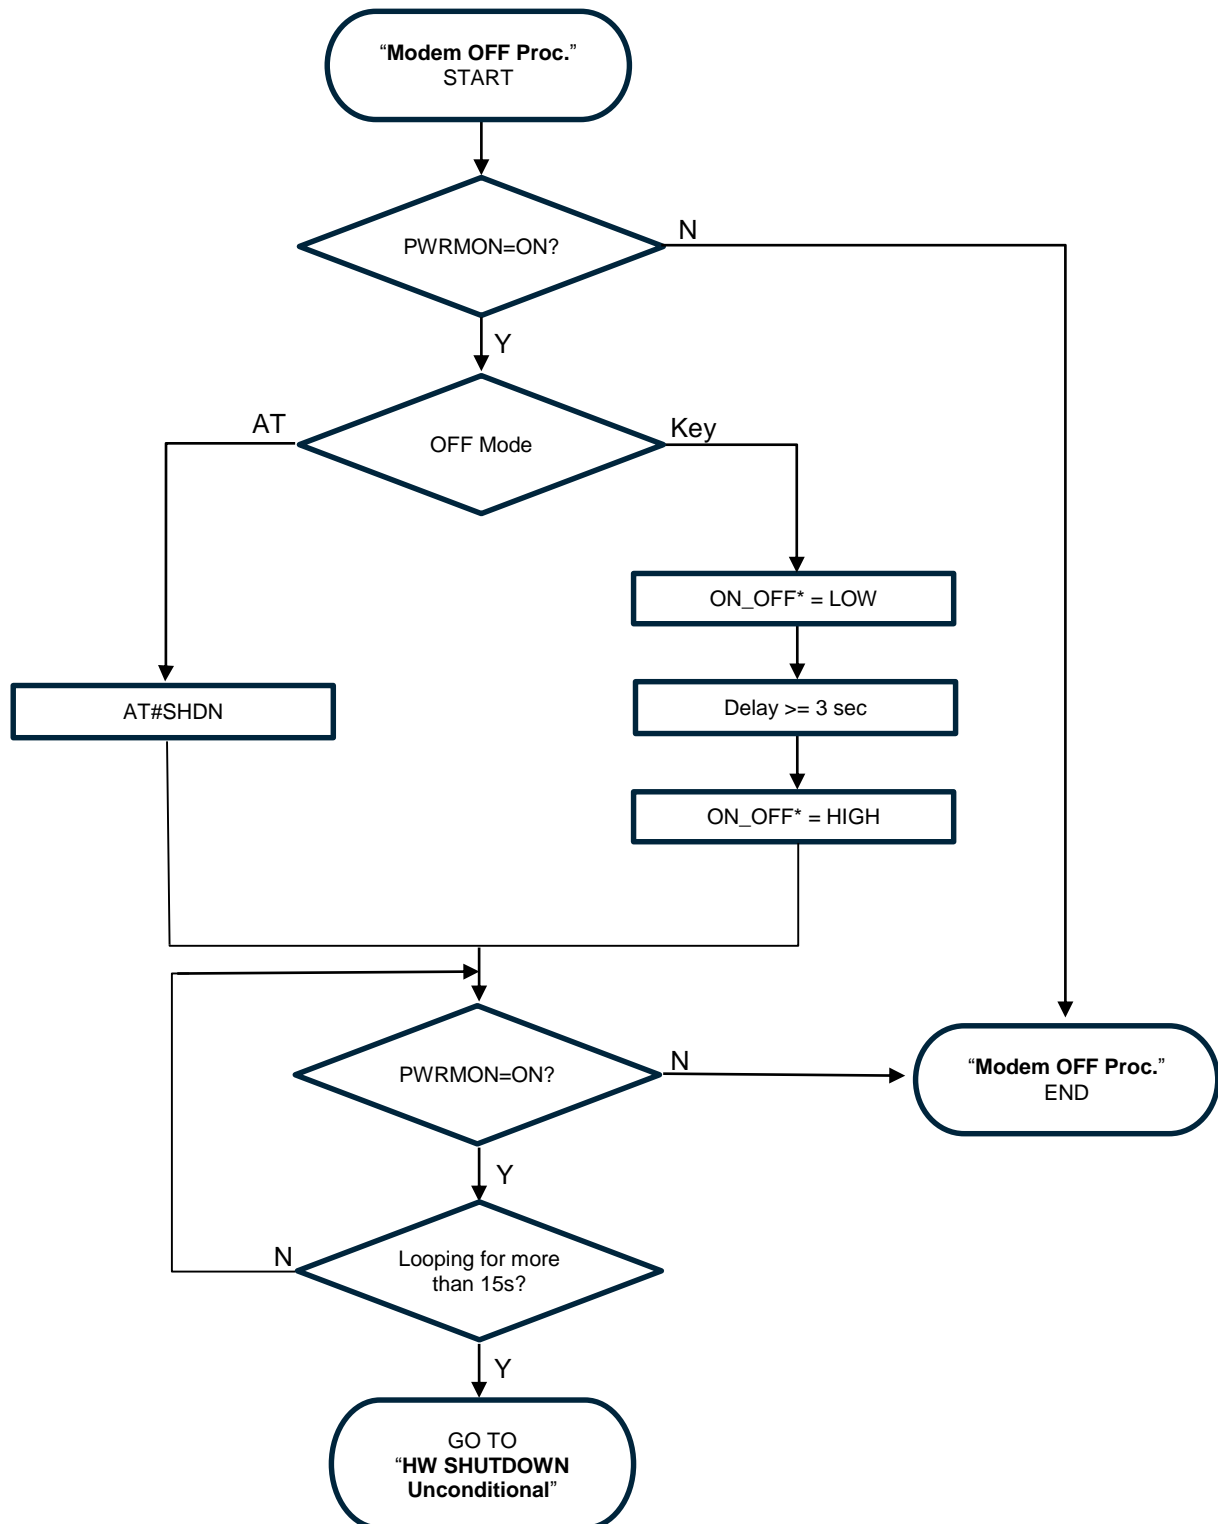 “Modem OFF Proc.”
START
PWRMON=ON?
N
Y
OFF Mode
AT
Key
ON_OFF* = LOW
AT#SHDN
Delay >= 3 sec
ON_OFF* = HIGH
PWRMON=ON?
N
“Modem OFF Proc.”
END
Y
N
Looping for more
than 15s?
Y
GO TO
“HW SHUTDOWN
Unconditional”